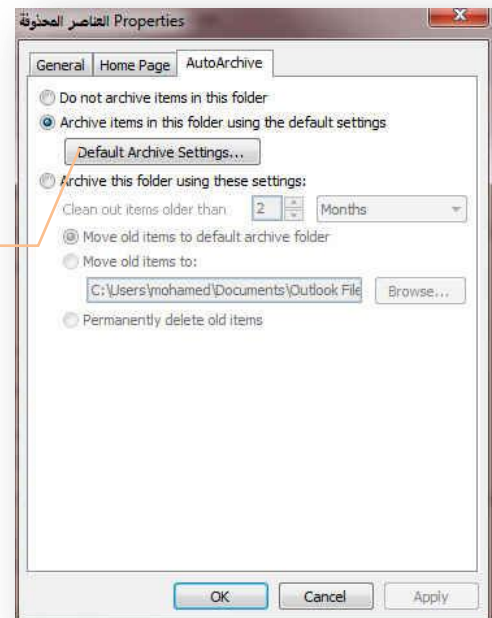 العناصر المحذوفة Properties
General Home Page AutoArchive
Do not archive items in this folder
Archive items in this folder using the default settings
Default Archive Settings...
Archive this folder using these settings:
Clean out items older than 2 Months
Move old items to default archive folder
Move old items to:
C:\Users\mohamed\Documents\Outlook File Browse...
Permanently delete old items
OK Cancel Apply